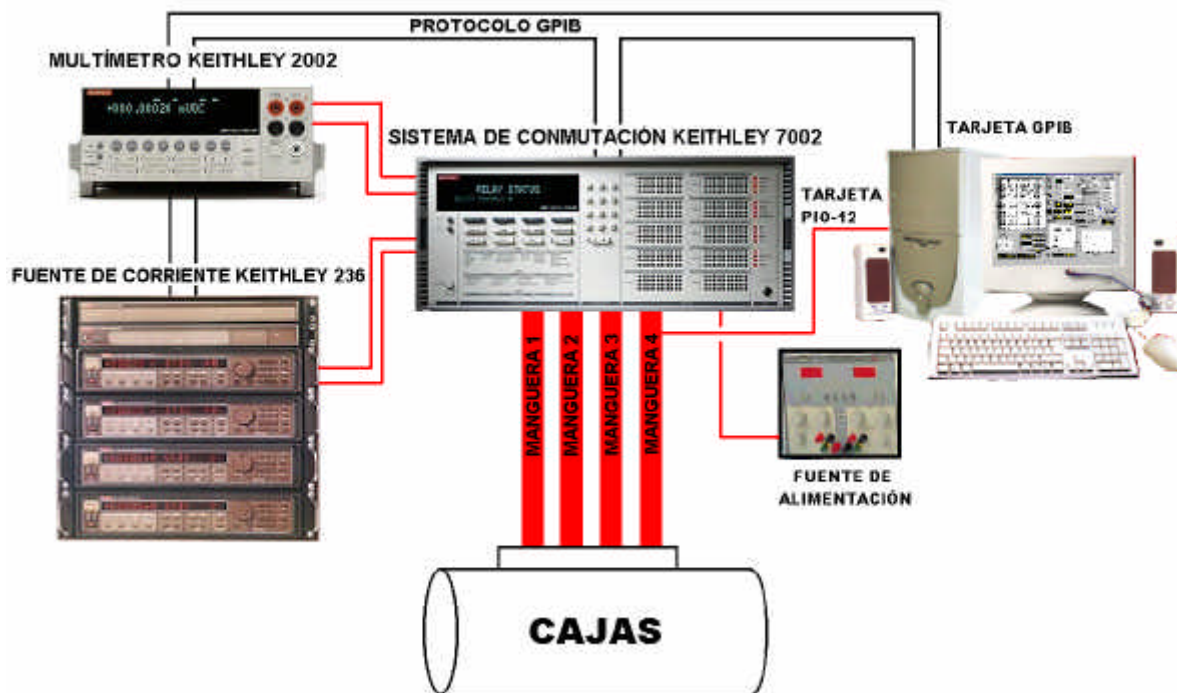 PROTOCOLO GPIB
MULTÍMETRO KEITHLEY 2002
SISTEMA DE CONMUTACIÓN KEITHLEY 7002
TARJETA GPIB
TARJETA
PIO-12
RELAY STATUS
FUENTE DE CORRIENTE KEITHLEY 236
MANGUERA 1
MANGUERA 2
MANGUERA 3
MANGUERA 4
FUENTE DE
ALIMENTACIÓN
CAJAS